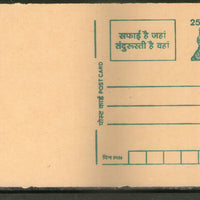 सफाई है जहां
तंदुरूस्ती है वहां
25
पोस्ट कार्ड POST CARD
पिन PIN